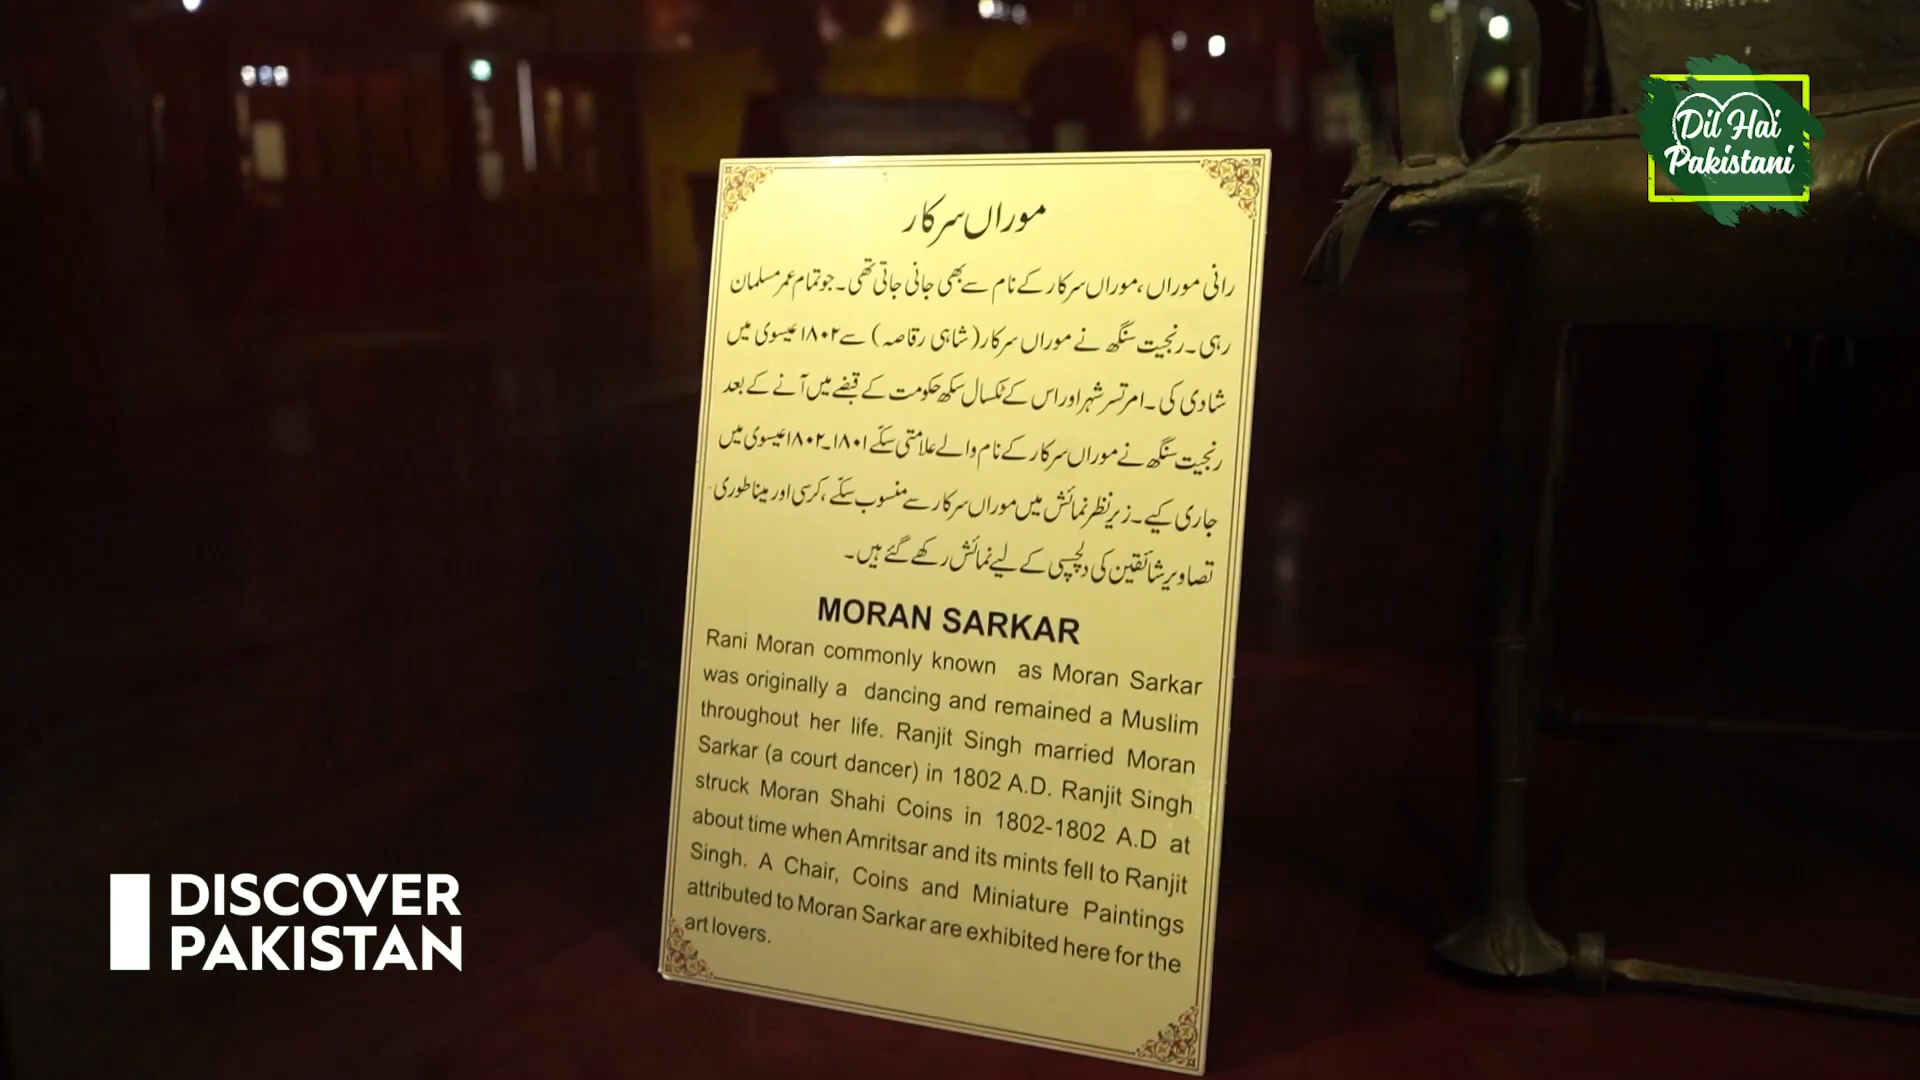 Dil Hai
Pakistani
موراں سرکار
رانی موراں، موراں سرکار کے نام سے بھی جانی جاتی تھی۔ جو تمام عمر مسلمان
رہی۔ رنجیت سنگھ نے موراں سرکار (شاہی رقاصہ) سے ۱۸۰۲ عیسوی میں
شادی کی۔ امرتسر شہر اور اس کے ٹکسال سکھ حکومت کے قبضے میں آنے کے بعد
رنجیت سنگھ نے موراں سرکار کے نام والے علامتی سکّے ۱۸۰۱۔۱۸۰۲ عیسوی میں
جاری کیے۔ زیر نظر نمائش میں موراں سرکار سے منسوب سکّے، کرسی اور مینا طوری
تصاویر شائقین کی دلچسپی کے لیے نمائش رکھے گئے ہیں۔
MORAN SARKAR
Rani Moran commonly known as Moran Sarkar
was originally a dancing and remained a Muslim
throughout her life. Ranjit Singh married Moran
Sarkar (a court dancer) in 1802 A.D. Ranjit Singh
struck Moran Shahi Coins in 1802-1802 A.D at
about time when Amritsar and its mints fell to Ranjit
Singh. A Chair, Coins and Miniature Paintings
attributed to Moran Sarkar are exhibited here for the
art lovers.
DISCOVER
PAKISTAN